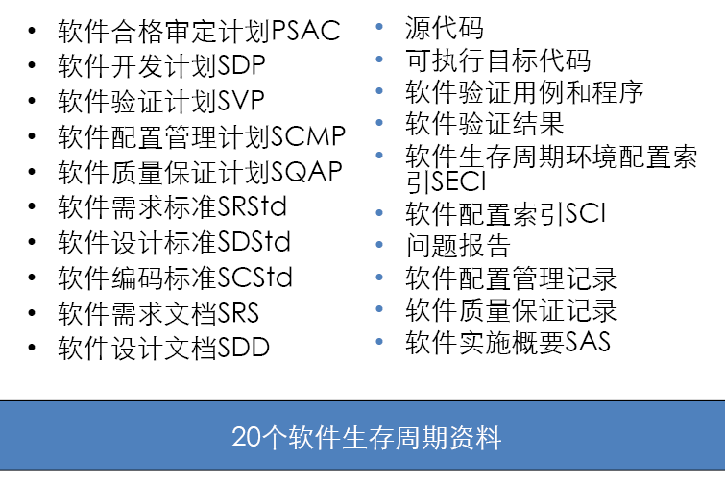 • 软件合格审定计划PSAC
• 软件开发计划SDP
• 软件验证计划SVP
• 软件配置管理计划SCMP
• 软件质量保证计划SQAP
• 软件需求标准SRStd
• 软件设计标准SDStd
• 软件编码标准SCStd
• 软件需求文档SRS
• 软件设计文档SDD
• 源代码
• 可执行目标代码
• 软件验证用例和程序
• 软件验证结果
• 软件生存周期环境配置索
引SECI
• 软件配置索引SCI
• 问题报告
• 软件配置管理记录
• 软件质量保证记录
• 软件实施概要SAS
20个软件生存周期资料